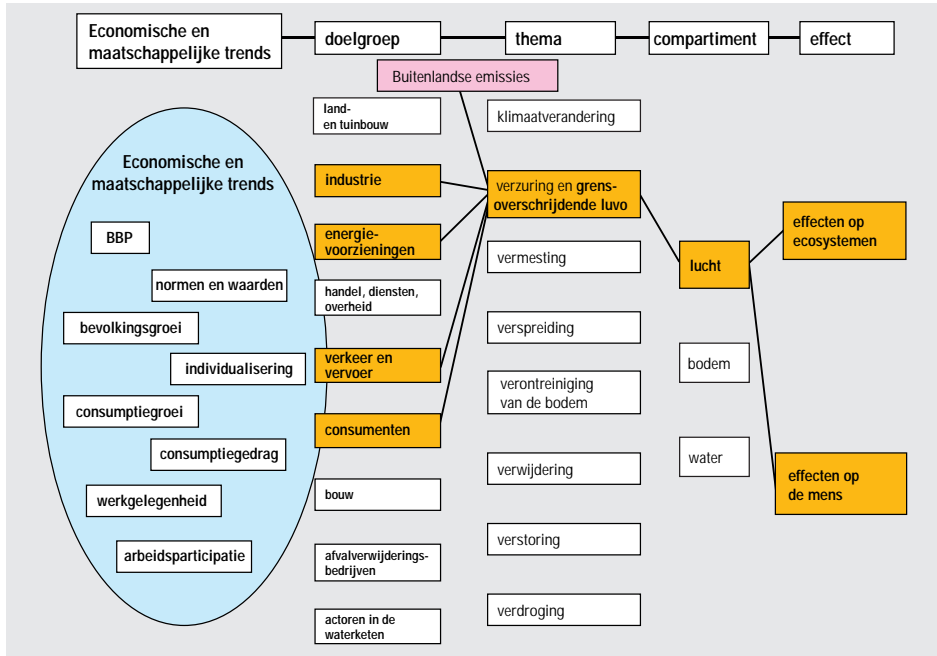 Economische en
maatschappelijke trends
doelgroep
thema
compartiment
effect
Buitenlandse emissies
Economische en
maatschappelijke trends
BBP
normen en waarden
bevolkingsgroei
individualisering
consumptiegroei
consumptiegedrag
werkgelegenheid
arbeidsparticipatie
land-
en tuinbouw
industrie
energie-
voorzieningen
handel, diensten,
overheid
verkeer en
vervoer
consumenten
bouw
afvalverwijderings-
bedrijven
actoren in de
waterketen
klimaatverandering
verzuring en grens-
overschrijdende luvo
vermesting
verspreiding
verontreiniging
van de bodem
verwijdering
verstoring
verdroging
lucht
bodem
water
effecten op
ecosystemen
effecten op
de mens